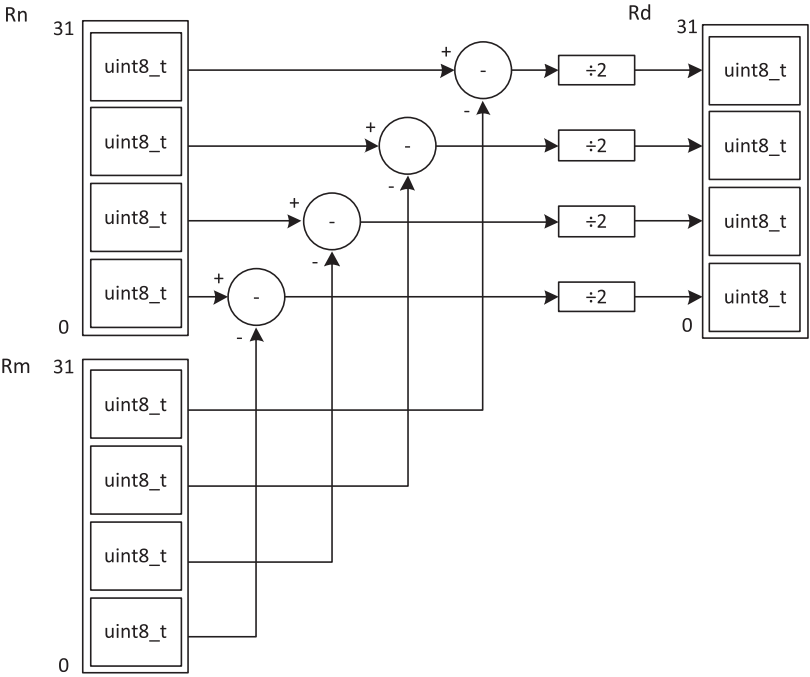 Rn
Rd
31
31
uint8_t
+
-
÷2
uint8_t
-
uint8_t
+
-
÷2
uint8_t
-
uint8_t
+
-
÷2
uint8_t
-
uint8_t
+
-
÷2
uint8_t
0
0
-
Rm
31
uint8_t
uint8_t
uint8_t
uint8_t
0